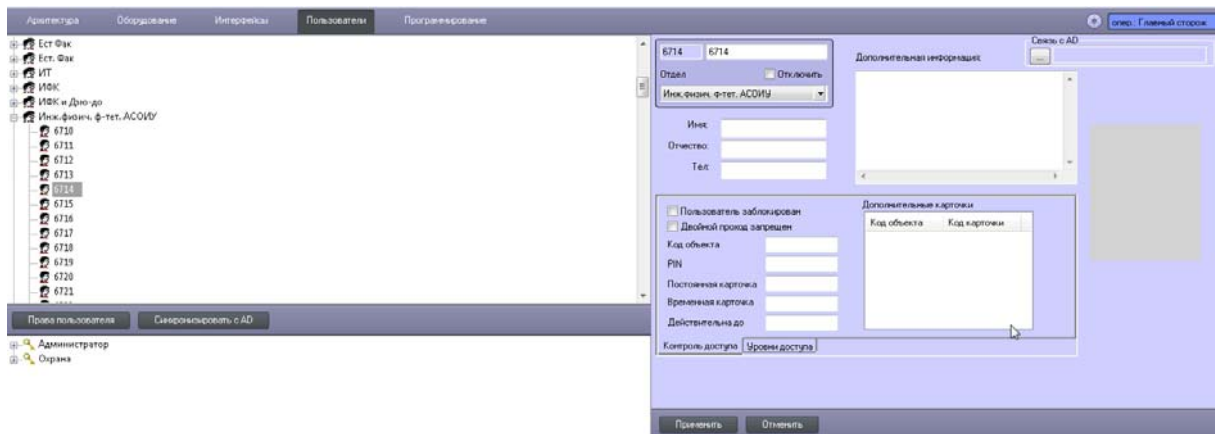 Архитектура Оборудование Интерфейсы Пользователи Программирование опер.: Главный сторож
Ест Фак
Ест. Фак
ИТ
ИФК
ИФК и Дзю-до
Инж.физич. ф-тет. АСОИУ
6710
6711
6712
6713
6714
6715
6716
6717
6718
6719
6720
6721
Права пользователя Синхронизировать с AD
Администратор
Охрана
6714 6714
Отдел Отключить
Инж.физич. ф-тет. АСОИУ
Имя:
Отчество:
Тел:
Дополнительная информация:
Связь с AD
...
Пользователь заблокирован
Двойной проход запрещен
Код объекта
PIN
Постоянная карточка
Временная карточка
Действительна до
Дополнительные карточки
Код объекта Код карточки
Контроль доступа Уровни доступа
Применить Отменить